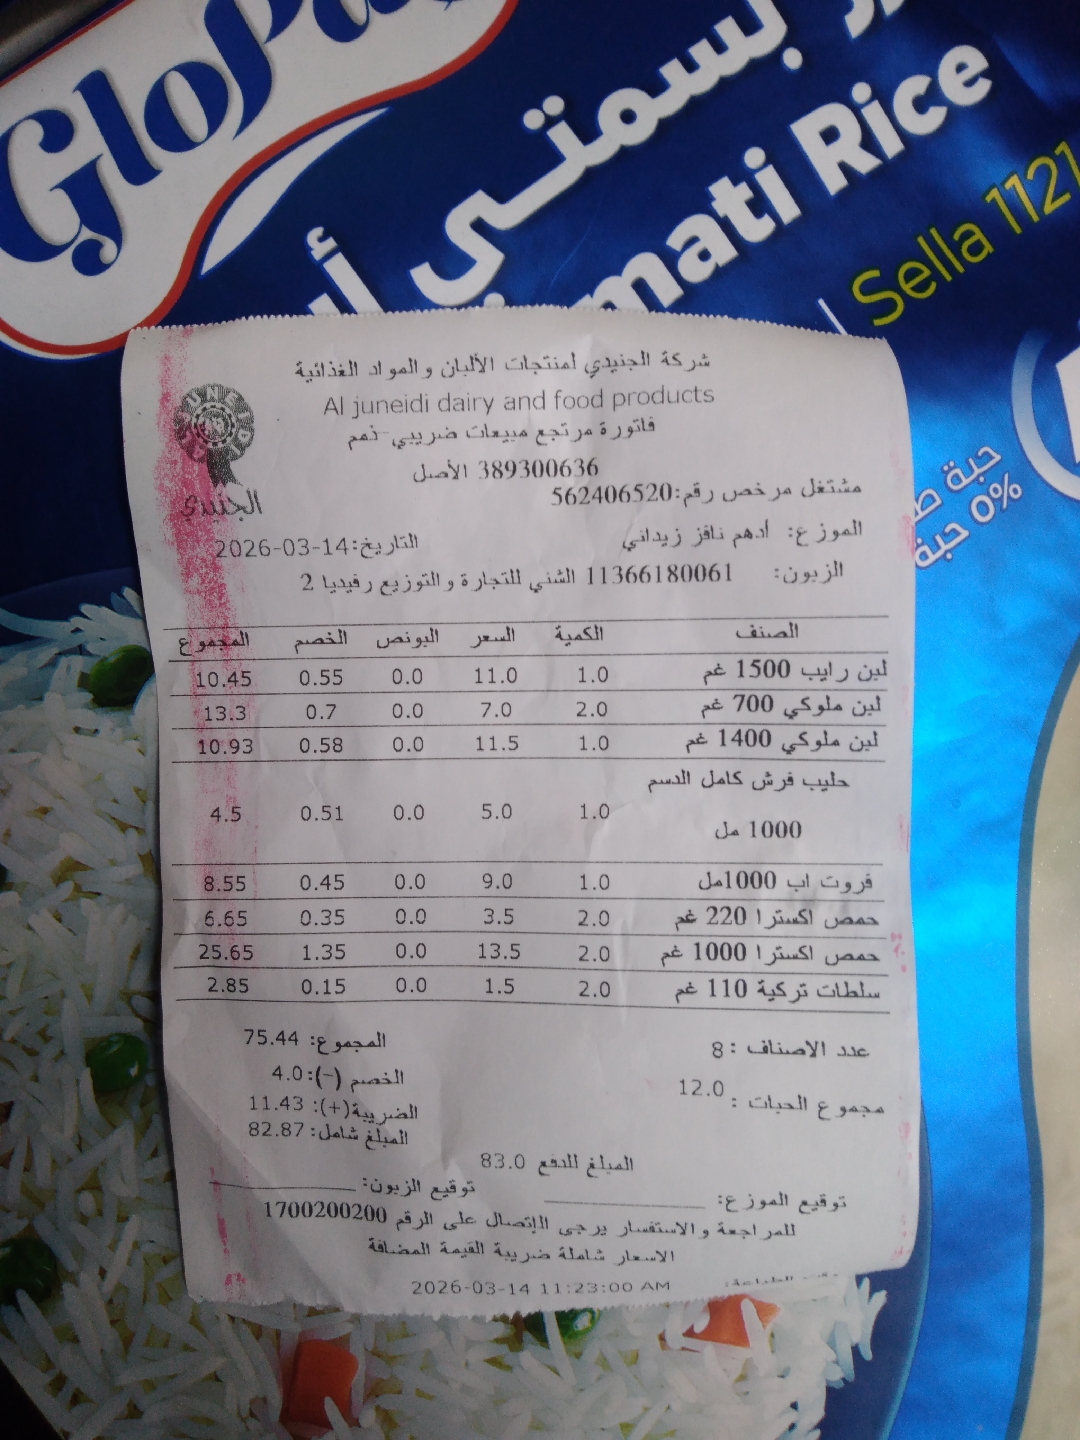 GloPa
بسمتي
mati Rice
Sella 1121
حبة
0% حبة
شركة الجنيدي لمنتجات الألبان والمواد الغذائية
Al juneidi dairy and food products
فاتورة مرتجع مبيعات ضريبي-ذمم
389300636 الأصل
مشتغل مرخص رقم:562406520
الجنيدي
الموزع: أدهم نافز زيداني التاريخ:2026-03-14
الزبون: 11366180061 الشني للتجارة والتوزيع رفيديا 2
الصنف الكمية السعر البونص الخصم المجموع
لبن رايب 1500 غم 1.0 11.0 0.0 0.55 10.45
لبن ملوكي 700 غم 2.0 7.0 0.0 0.7 13.3
لبن ملوكي 1400 غم 1.0 11.5 0.0 0.58 10.93
حليب فرش كامل الدسم
1000 مل 1.0 5.0 0.0 0.51 4.5
فروت اب 1000مل 1.0 9.0 0.0 0.45 8.55
حمص اكسترا 220 غم 2.0 3.5 0.0 0.35 6.65
حمص اكسترا 1000 غم 2.0 13.5 0.0 1.35 25.65
سلطات تركية 110 غم 2.0 1.5 0.0 0.15 2.85
عدد الاصناف : 8 المجموع: 75.44
الخصم (-):4.0
مجموع الحبات : 12.0 الضريبة(+): 11.43
المبلغ شامل: 82.87
المبلغ للدفع 83.0
توقيع الموزع: توقيع الزبون:
للمراجعة والاستفسار يرجى الإتصال على الرقم 1700200200
الاسعار شاملة ضريبة القيمة المضافة
2026-03-14 11:23:00 AM